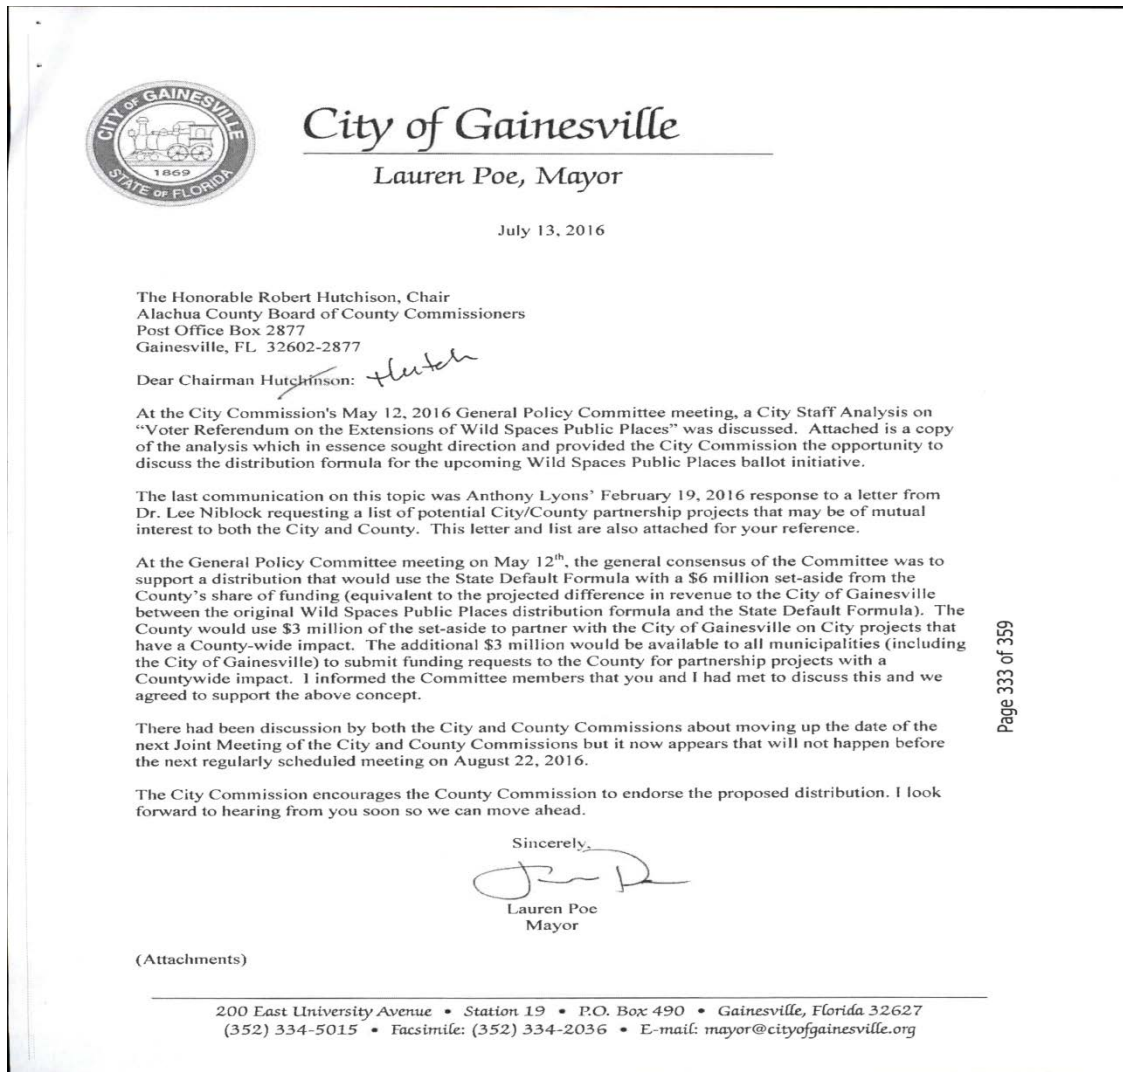 CITY OF GAINESVILLE
1869
STATE OF FLORIDA
City of Gainesville
Lauren Poe, Mayor
July 13, 2016
The Honorable Robert Hutchison, Chair
Alachua County Board of County Commissioners
Post Office Box 2877
Gainesville, FL 32602-2877
Dear Chairman Hutchinson: Hutch
At the City Commission's May 12, 2016 General Policy Committee meeting, a City Staff Analysis on
“Voter Referendum on the Extensions of Wild Spaces Public Places” was discussed. Attached is a copy
of the analysis which in essence sought direction and provided the City Commission the opportunity to
discuss the distribution formula for the upcoming Wild Spaces Public Places ballot initiative.
The last communication on this topic was Anthony Lyons’ February 19, 2016 response to a letter from
Dr. Lee Niblock requesting a list of potential City/County partnership projects that may be of mutual
interest to both the City and County. This letter and list are also attached for your reference.
At the General Policy Committee meeting on May 12th, the general consensus of the Committee was to
support a distribution that would use the State Default Formula with a $6 million set-aside from the
County’s share of funding (equivalent to the projected difference in revenue to the City of Gainesville
between the original Wild Spaces Public Places distribution formula and the State Default Formula). The
County would use $3 million of the set-aside to partner with the City of Gainesville on City projects that
have a County-wide impact. The additional $3 million would be available to all municipalities (including
the City of Gainesville) to submit funding requests to the County for partnership projects with a
Countywide impact. I informed the Committee members that you and I had met to discuss this and we
agreed to support the above concept.
There had been discussion by both the City and County Commissions about moving up the date of the
next Joint Meeting of the City and County Commissions but it now appears that will not happen before
the next regularly scheduled meeting on August 22, 2016.
The City Commission encourages the County Commission to endorse the proposed distribution. I look
forward to hearing from you soon so we can move ahead.
Sincerely,
Lauren Poe
Mayor
(Attachments)
200 East University Avenue • Station 19 • P.O. Box 490 • Gainesville, Florida 32627
(352) 334-5015 • Facsimile: (352) 334-2036 • E-mail: mayor@cityofgainesville.org
Page 333 of 359